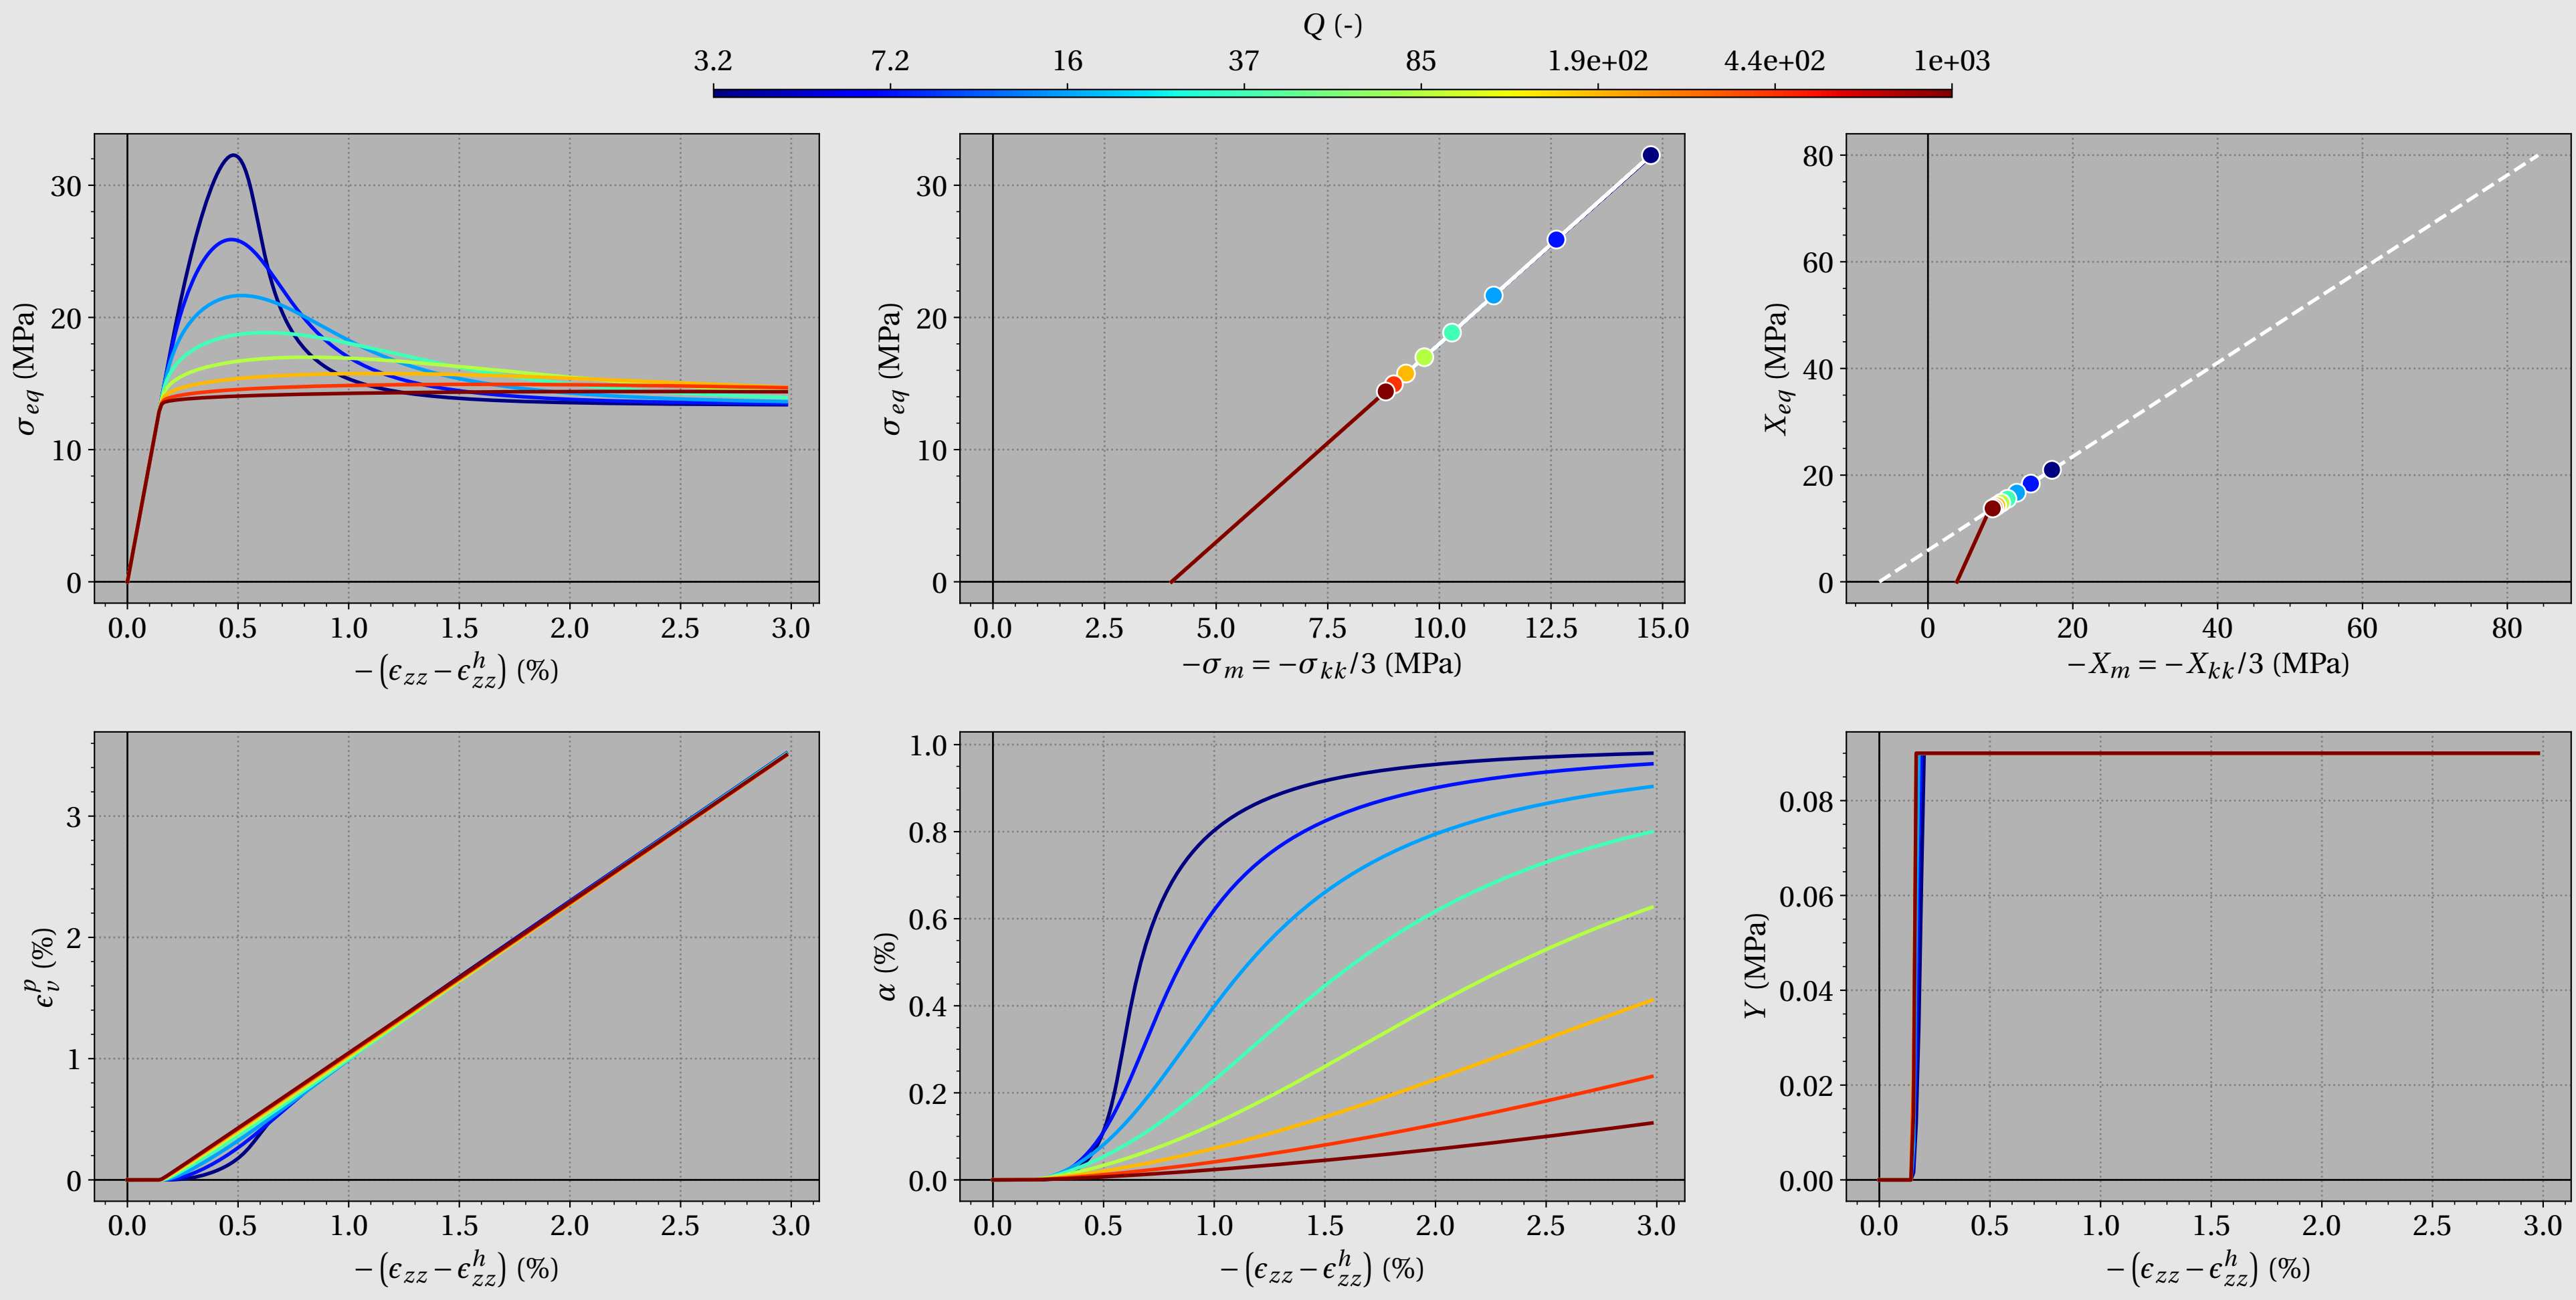 Q (-)
3.2 7.2 16 37 85 1.9e+02 4.4e+02 1e+03
σ_eq (MPa)
30
20
10
0
0.0 0.5 1.0 1.5 2.0 2.5 3.0
−(ϵ_zz − ϵ^h_zz) (%)
σ_eq (MPa)
30
20
10
0
0.0 2.5 5.0 7.5 10.0 12.5 15.0
−σ_m = −σ_kk/3 (MPa)
X_eq (MPa)
80
60
40
20
0
0 20 40 60 80
−X_m = −X_kk/3 (MPa)
ϵ^p_v (%)
3
2
1
0
0.0 0.5 1.0 1.5 2.0 2.5 3.0
−(ϵ_zz − ϵ^h_zz) (%)
α (%)
1.0
0.8
0.6
0.4
0.2
0.0
0.0 0.5 1.0 1.5 2.0 2.5 3.0
−(ϵ_zz − ϵ^h_zz) (%)
Y (MPa)
0.08
0.06
0.04
0.02
0.00
0.0 0.5 1.0 1.5 2.0 2.5 3.0
−(ϵ_zz − ϵ^h_zz) (%)